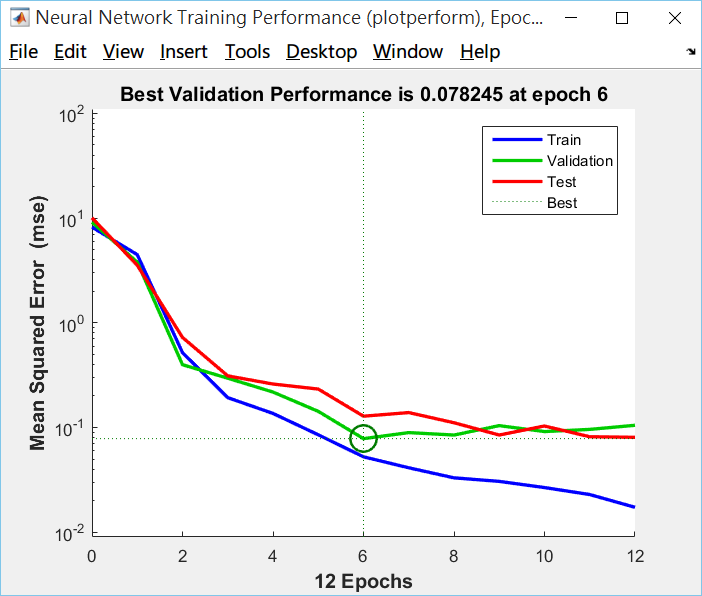 Neural Network Training Performance (plotperform), Epoc...
File Edit View Insert Tools Desktop Window Help
Best Validation Performance is 0.078245 at epoch 6
10^2
10^1
10^0
10^-1
10^-2
Mean Squared Error (mse)
Train
Validation
Test
Best
0 2 4 6 8 10 12
12 Epochs